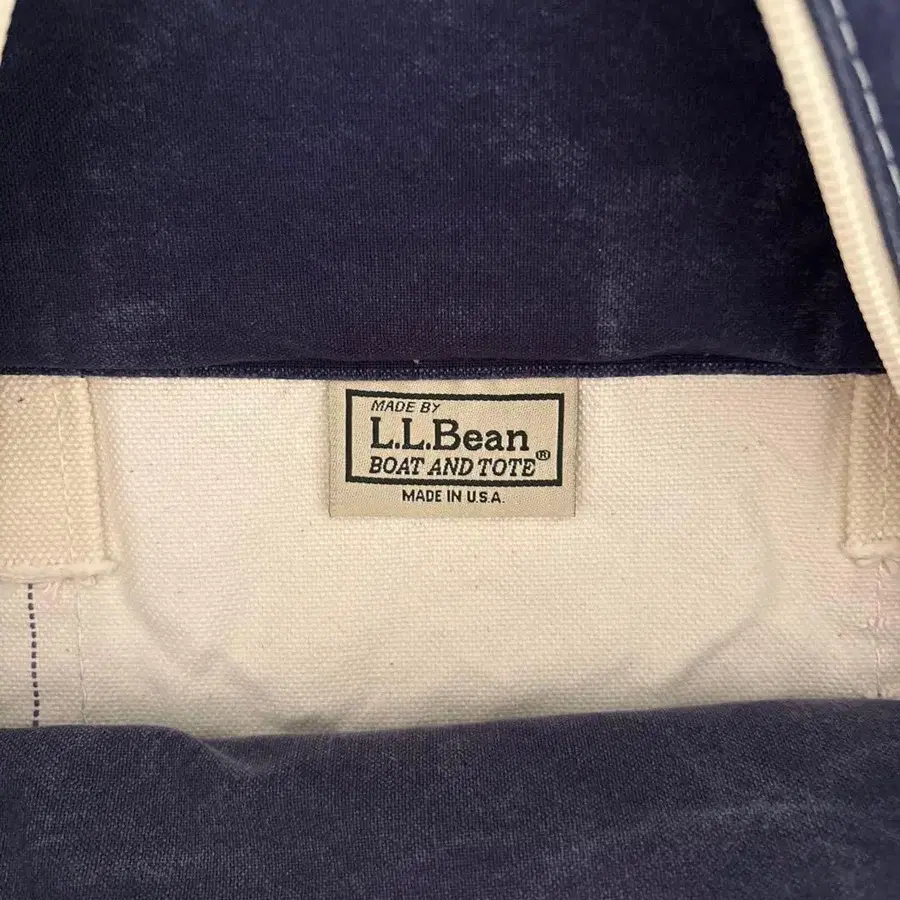 MADE BY
L.L.Bean
BOAT AND TOTE®
MADE IN U.S.A.